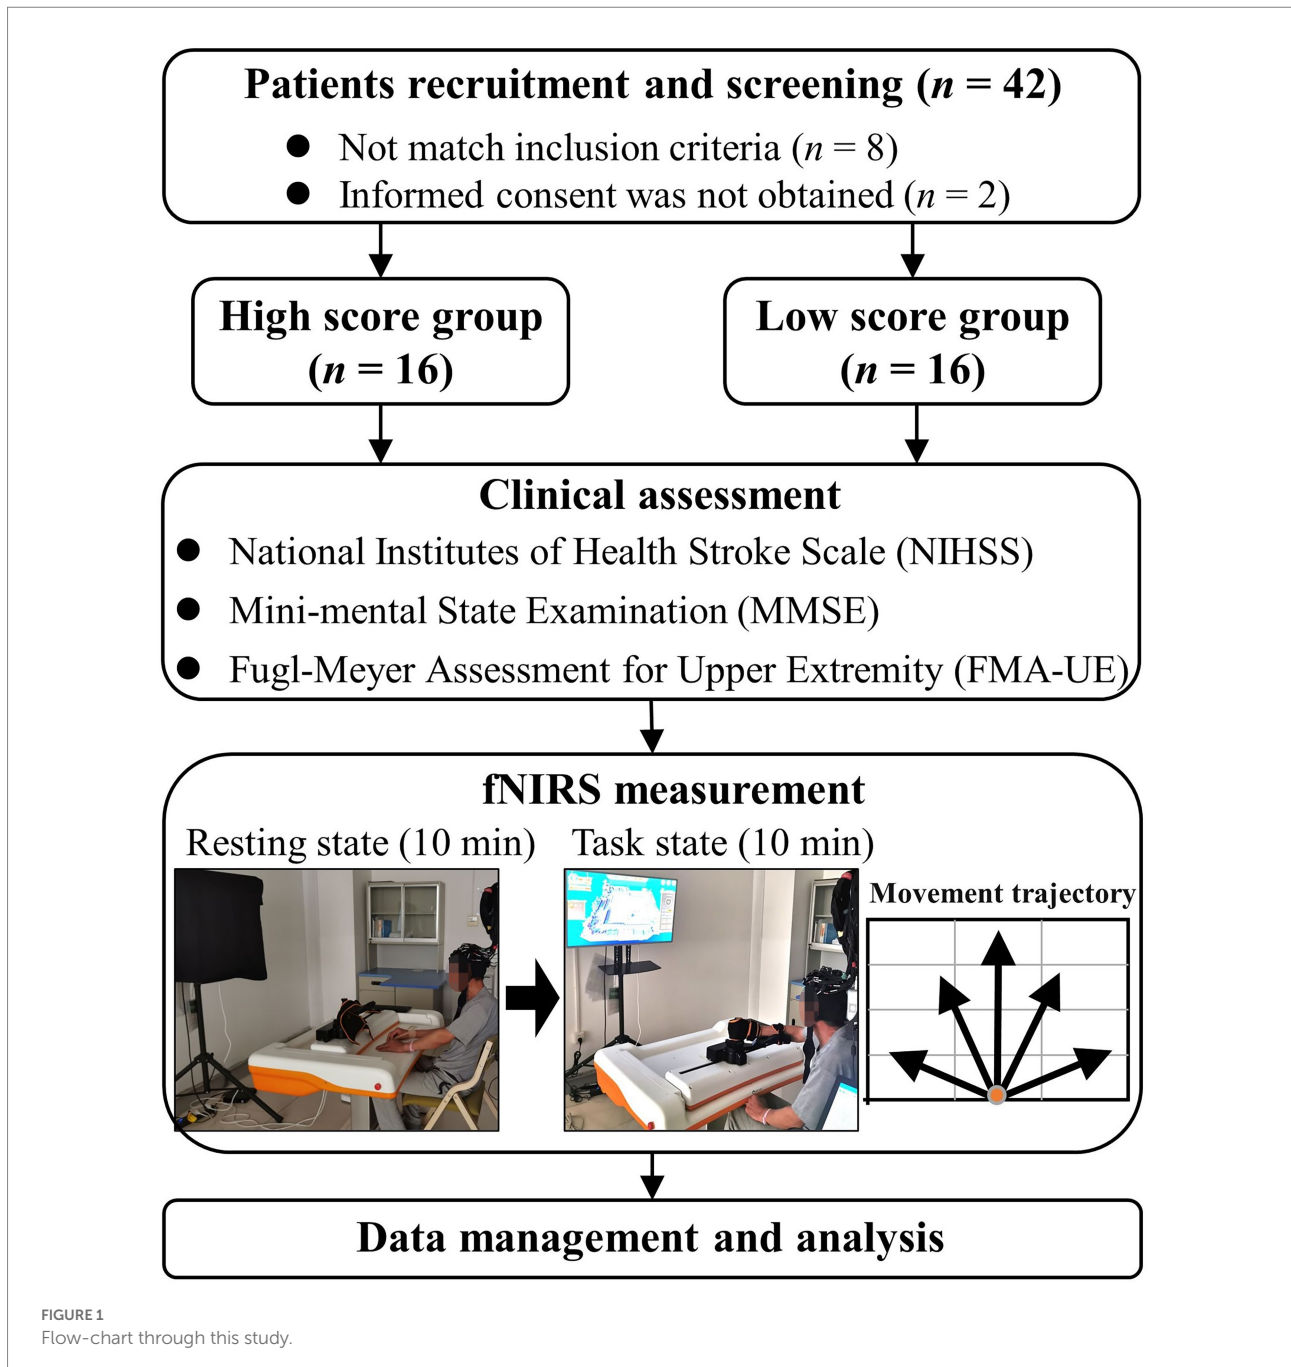 Patients recruitment and screening (n = 42)
● Not match inclusion criteria (n = 8)
● Informed consent was not obtained (n = 2)
High score group
(n = 16)
Low score group
(n = 16)
Clinical assessment
● National Institutes of Health Stroke Scale (NIHSS)
● Mini-mental State Examination (MMSE)
● Fugl-Meyer Assessment for Upper Extremity (FMA-UE)
fNIRS measurement
Resting state (10 min)
Task state (10 min)
Movement trajectory
Data management and analysis
FIGURE 1
Flow-chart through this study.